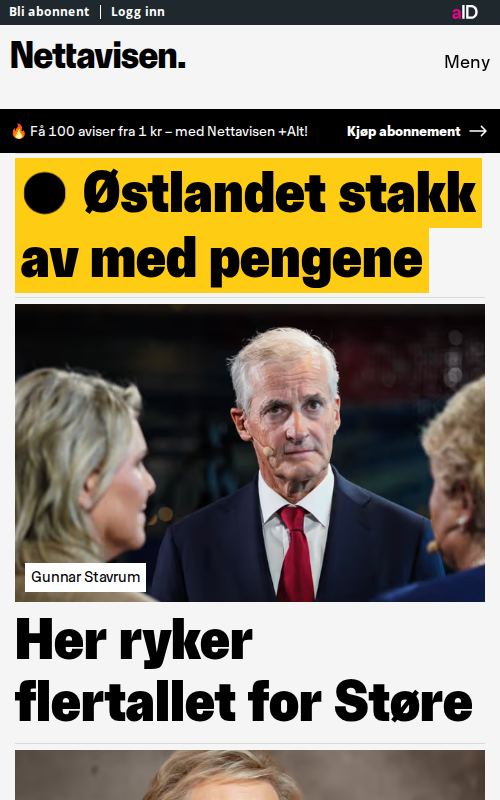 Bli abonnent | Logg inn
aID
Nettavisen.
Meny
🔥 Få 100 aviser fra 1 kr – med Nettavisen +Alt!
Kjøp abonnement →
● Østlandet stakk
av med pengene
Gunnar Stavrum
Her ryker
flertallet for Støre